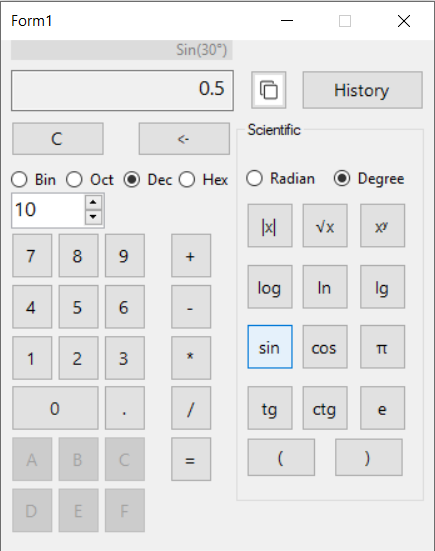 Form1
Sin(30°)
0.5
History
C <-
Scientific
Bin Oct Dec Hex
Radian Degree
10
|x| √x xʸ
7 8 9 +
log ln lg
4 5 6 -
sin cos π
1 2 3 *
tg ctg e
0 . /
( )
A B C =
D E F